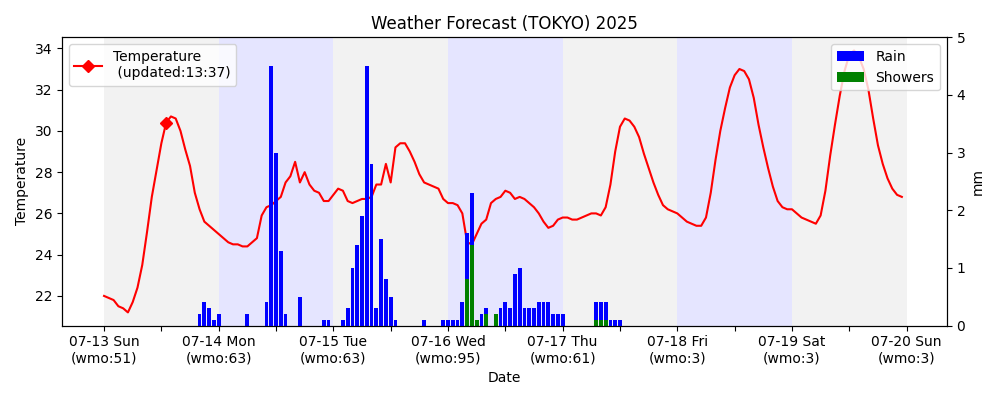 Weather Forecast (TOKYO) 2025
Temperature
(updated:13:37)
Rain
Showers
34
32
30
28
26
24
22
Temperature
5
4
3
2
1
0
mm
07-13 Sun
(wmo:51)
07-14 Mon
(wmo:63)
07-15 Tue
(wmo:63)
07-16 Wed
(wmo:95)
07-17 Thu
(wmo:61)
07-18 Fri
(wmo:3)
07-19 Sat
(wmo:3)
07-20 Sun
(wmo:3)
Date